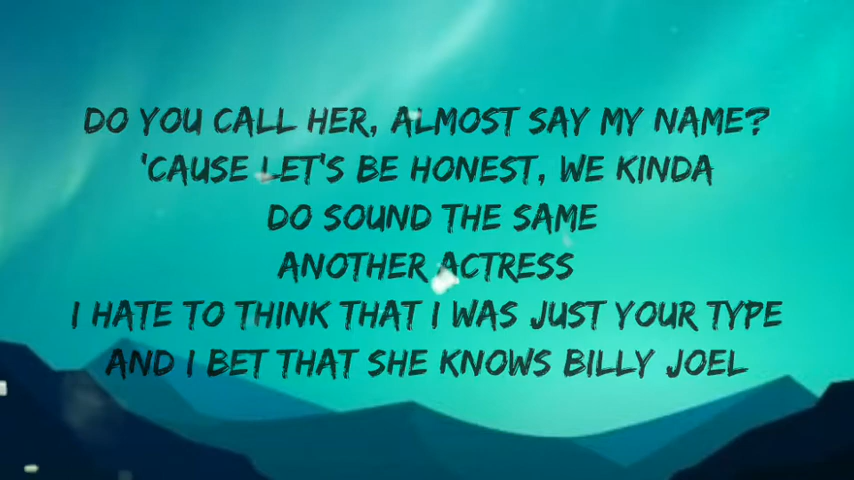 DO YOU CALL HER, ALMOST SAY MY NAME?
'CAUSE LET'S BE HONEST, WE KINDA
DO SOUND THE SAME
ANOTHER ACTRESS
I HATE TO THINK THAT I WAS JUST YOUR TYPE
AND I BET THAT SHE KNOWS BILLY JOEL